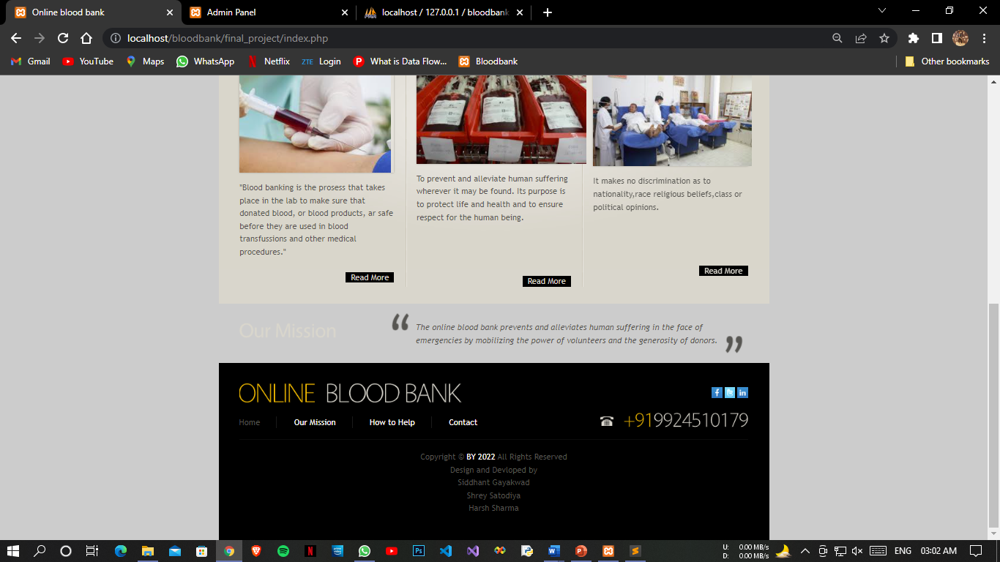 Online blood bank
Admin Panel
localhost / 127.0.0.1 / bloodbank
localhost/bloodbank/final_project/index.php
Gmail
YouTube
Maps
WhatsApp
Netflix
ZTE Login
What is Data Flow...
Bloodbank
Other bookmarks
"Blood banking is the prosess that takes
place in the lab to make sure that
donated blood, or blood products, ar safe
before they are used in blood
transfussions and other medical
procedures."
Read More
To prevent and alleviate human suffering
wherever it may be found. Its purpose is
to protect life and health and to ensure
respect for the human being.
Read More
It makes no discrimination as to
nationality,race religious beliefs,class or
political opinions.
Read More
Our Mission
“ The online blood bank prevents and alleviates human suffering in the face of
emergencies by mobilizing the power of volunteers and the generosity of donors. ”
ONLINE BLOOD BANK
Home
Our Mission
How to Help
Contact
+919924510179
Copyright © BY 2022 All Rights Reserved
Design and Devloped by
Siddhant Gayakwad
Shrey Satodiya
Harsh Sharma
U: 0.00 MB/s
D: 0.00 MB/s
ENG
03:02 AM